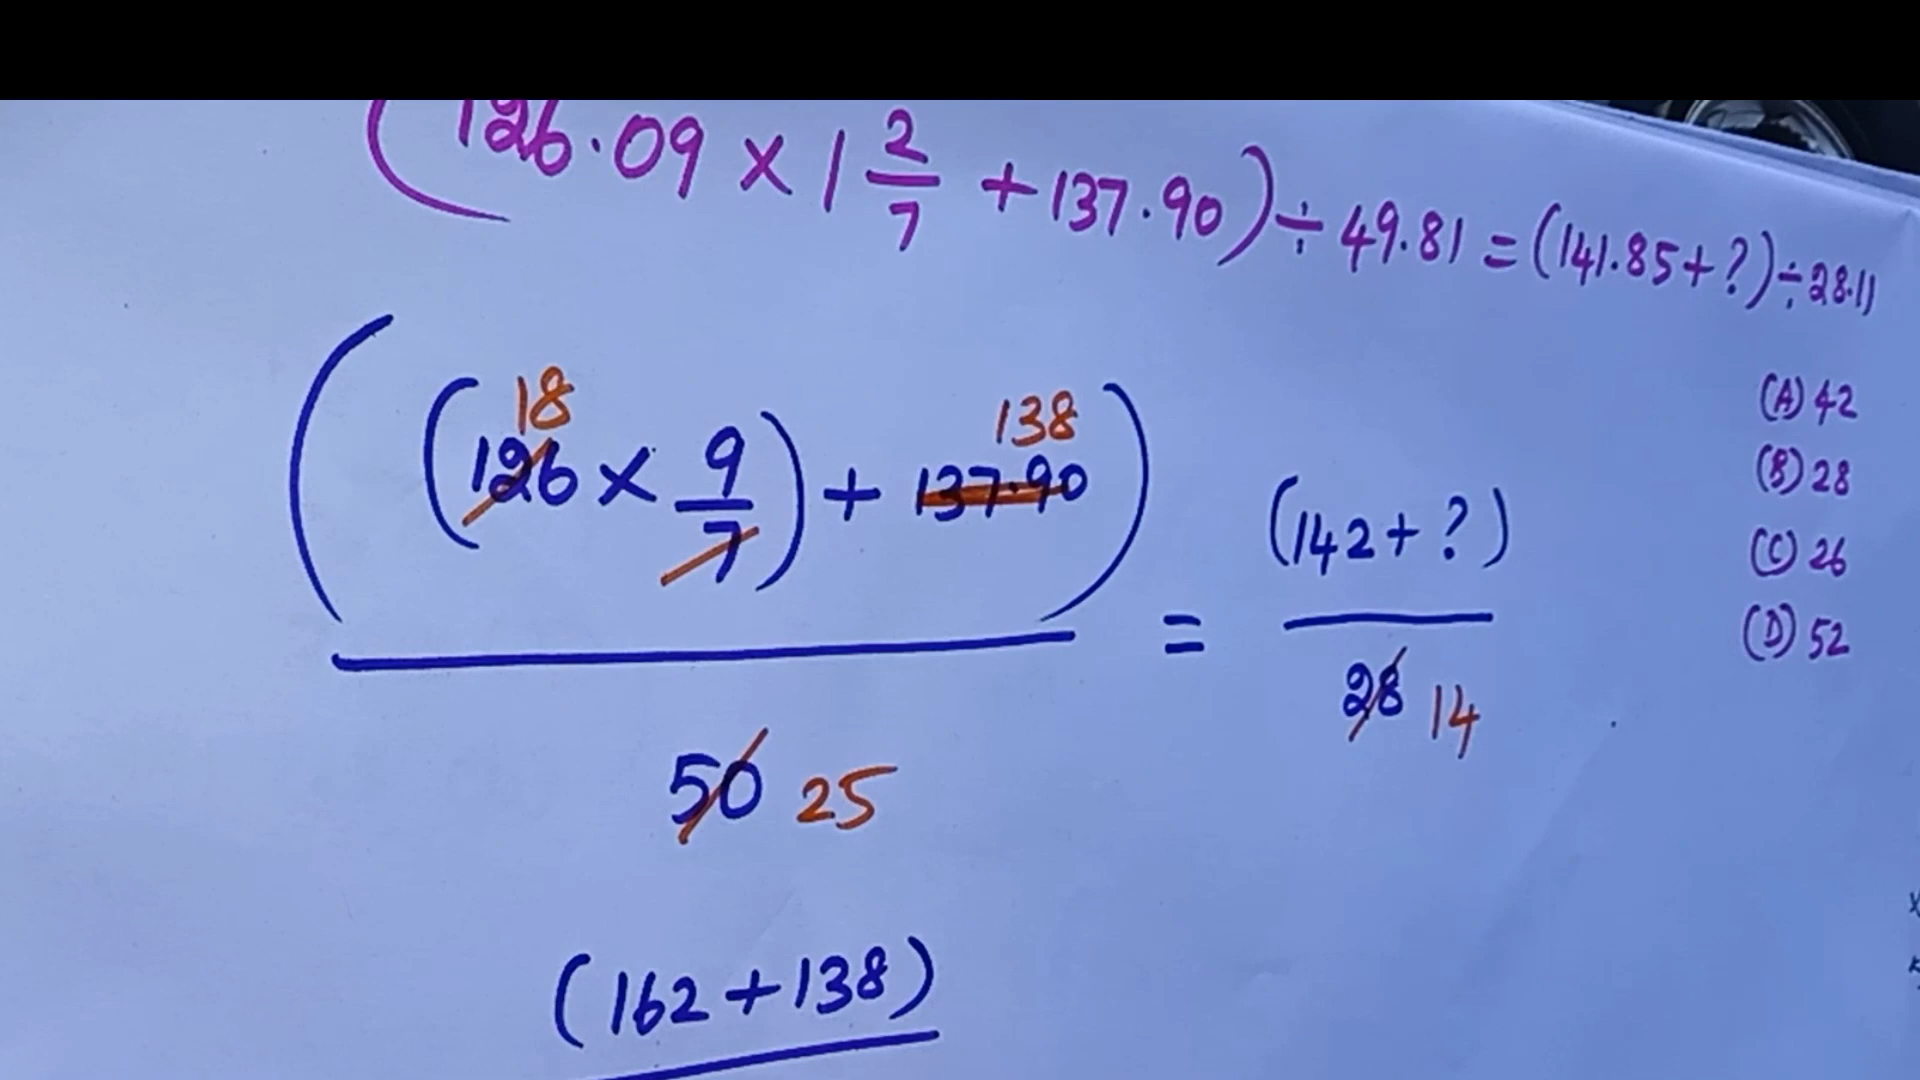 (126.09 × 1 2/7 + 137.90) ÷ 49.81 = (141.85 + ?) ÷ 28.11
18
138
((126 × 9/7) + 137.90)
50 25
=
(142 + ?)
28 14
(A) 42
(B) 28
(C) 26
(D) 52
(162 + 138)